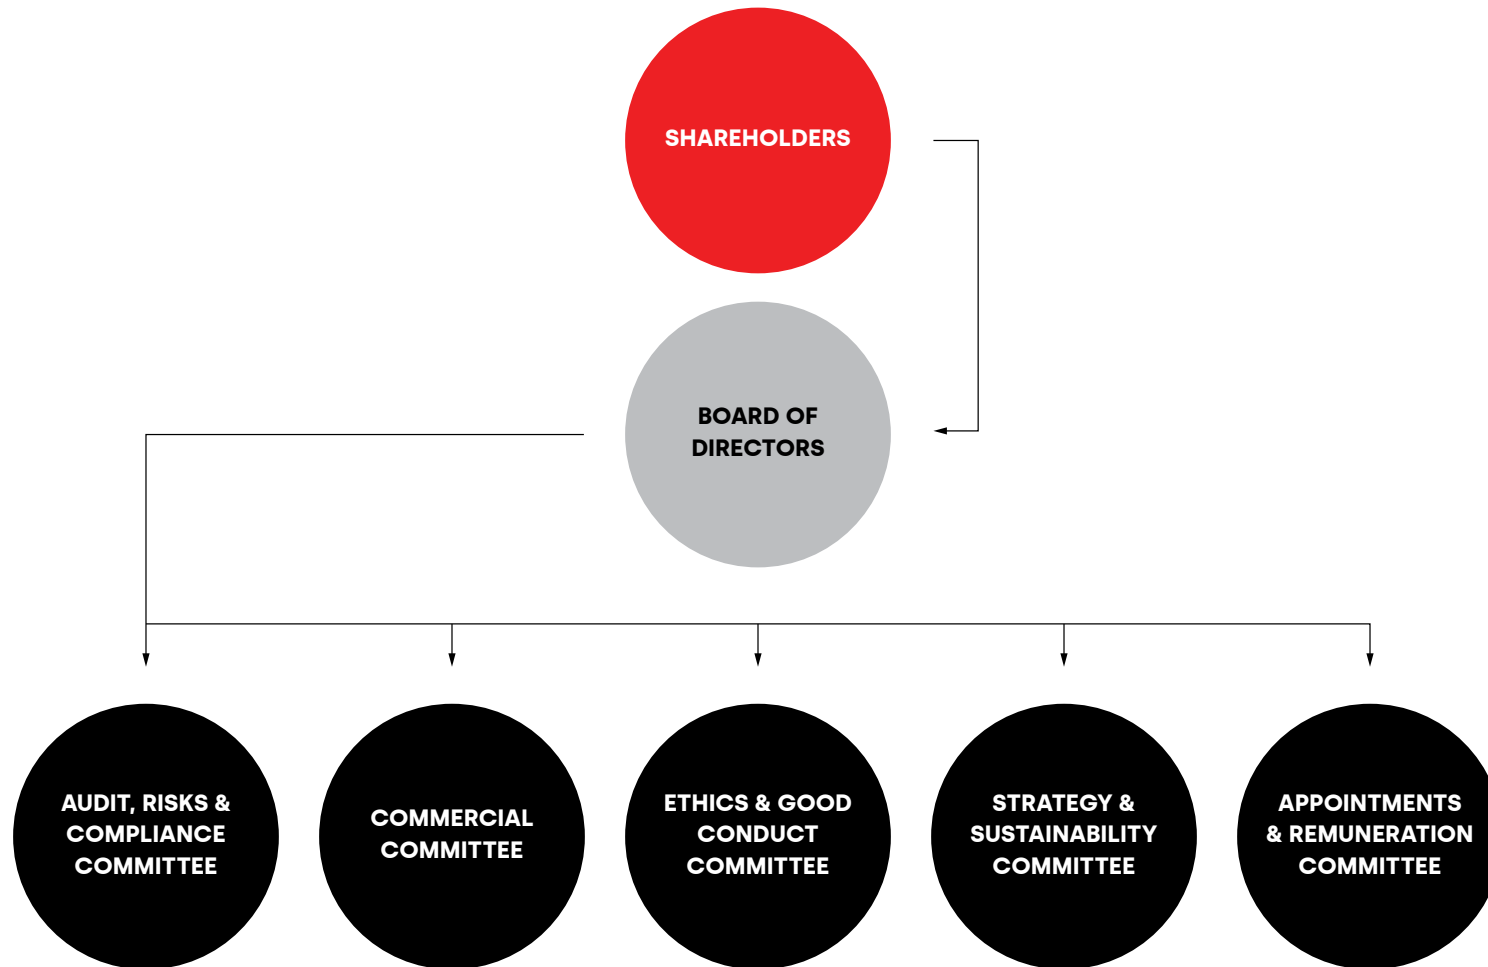 SHAREHOLDERS
BOARD OF
DIRECTORS
AUDIT, RISKS &
COMPLIANCE
COMMITTEE
COMMERCIAL
COMMITTEE
ETHICS & GOOD
CONDUCT
COMMITTEE
STRATEGY &
SUSTAINABILITY
COMMITTEE
APPOINTMENTS
& REMUNERATION
COMMITTEE